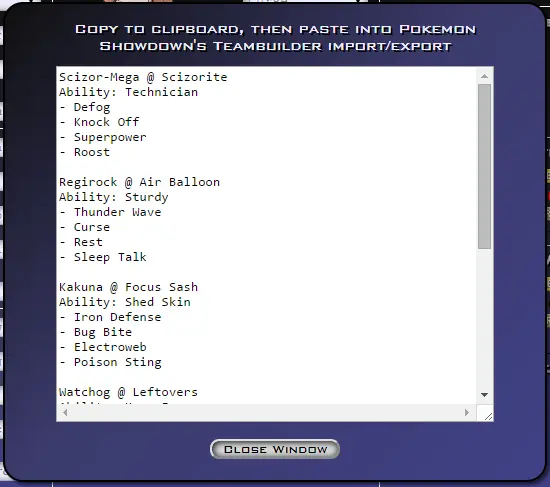 Copy to clipboard, then paste into Pokemon
Showdown's Teambuilder import/export
Scizor-Mega @ Scizorite
Ability: Technician
- Defog
- Knock Off
- Superpower
- Roost
Regirock @ Air Balloon
Ability: Sturdy
- Thunder Wave
- Curse
- Rest
- Sleep Talk
Kakuna @ Focus Sash
Ability: Shed Skin
- Iron Defense
- Bug Bite
- Electroweb
- Poison Sting
Watchog @ Leftovers
Close Window